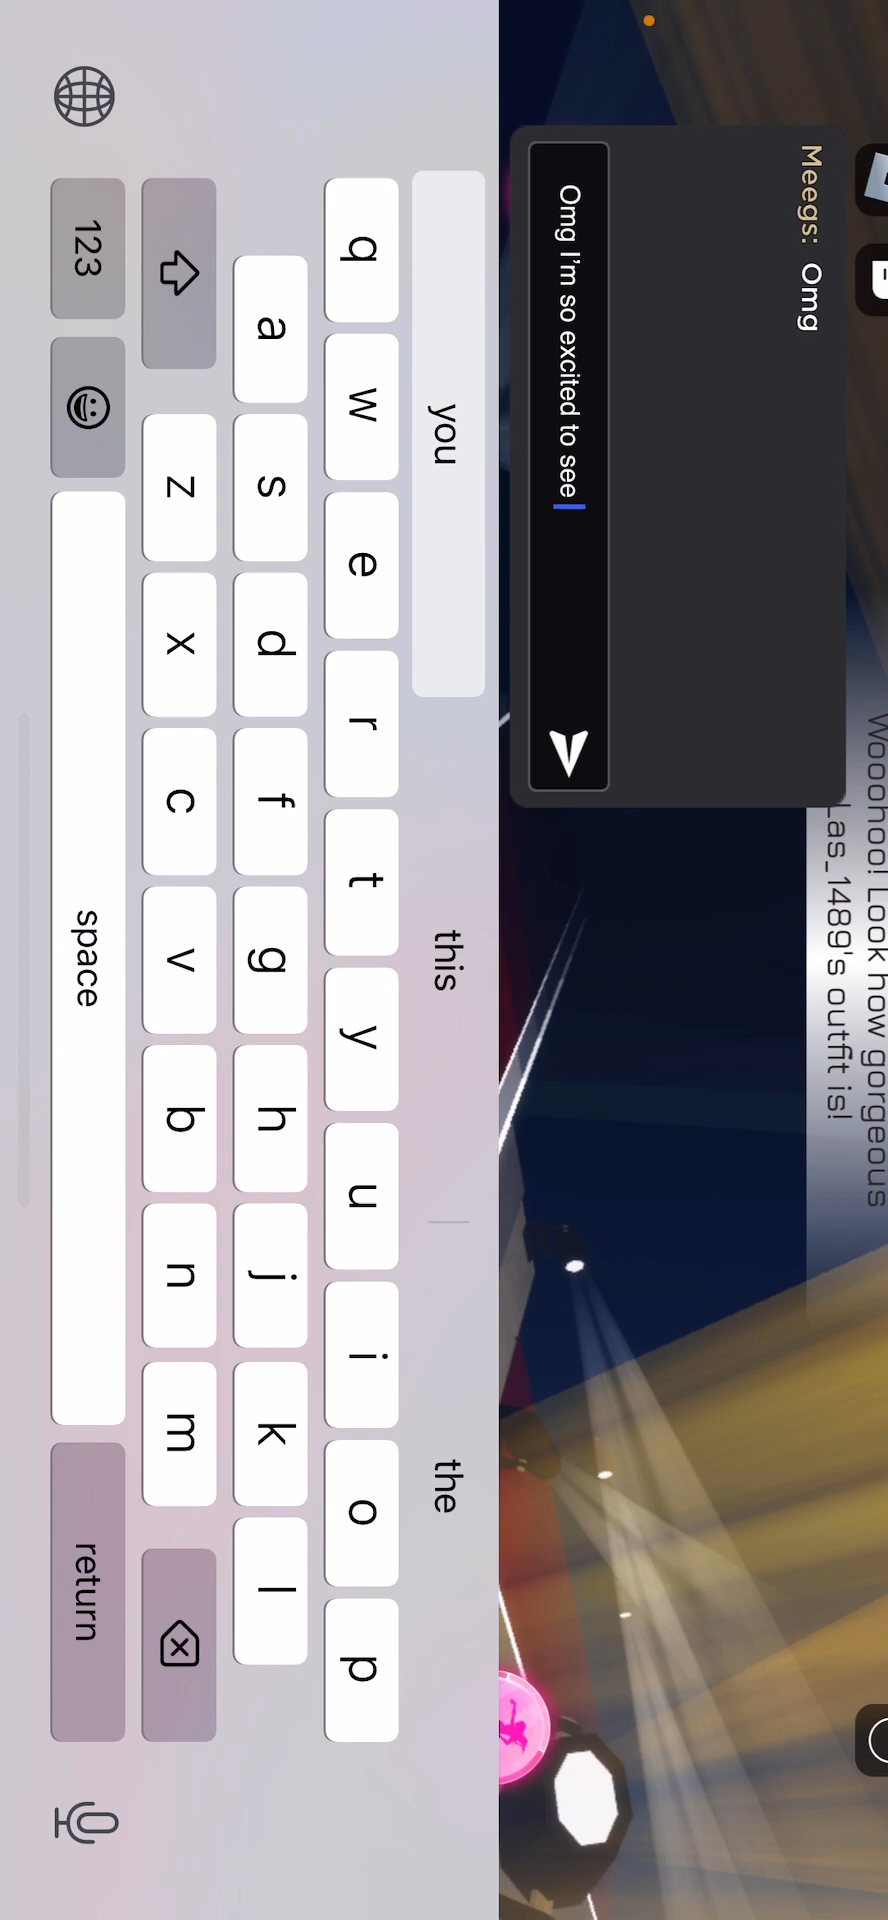 Meegs: Omg
Wooohoo! Look how gorgeous
Las_1489's outfit is!
Omg I'm so excited to see
you this the
q w e r t y u i o p
a s d f g h j k l
z x c v b n m
123 space return